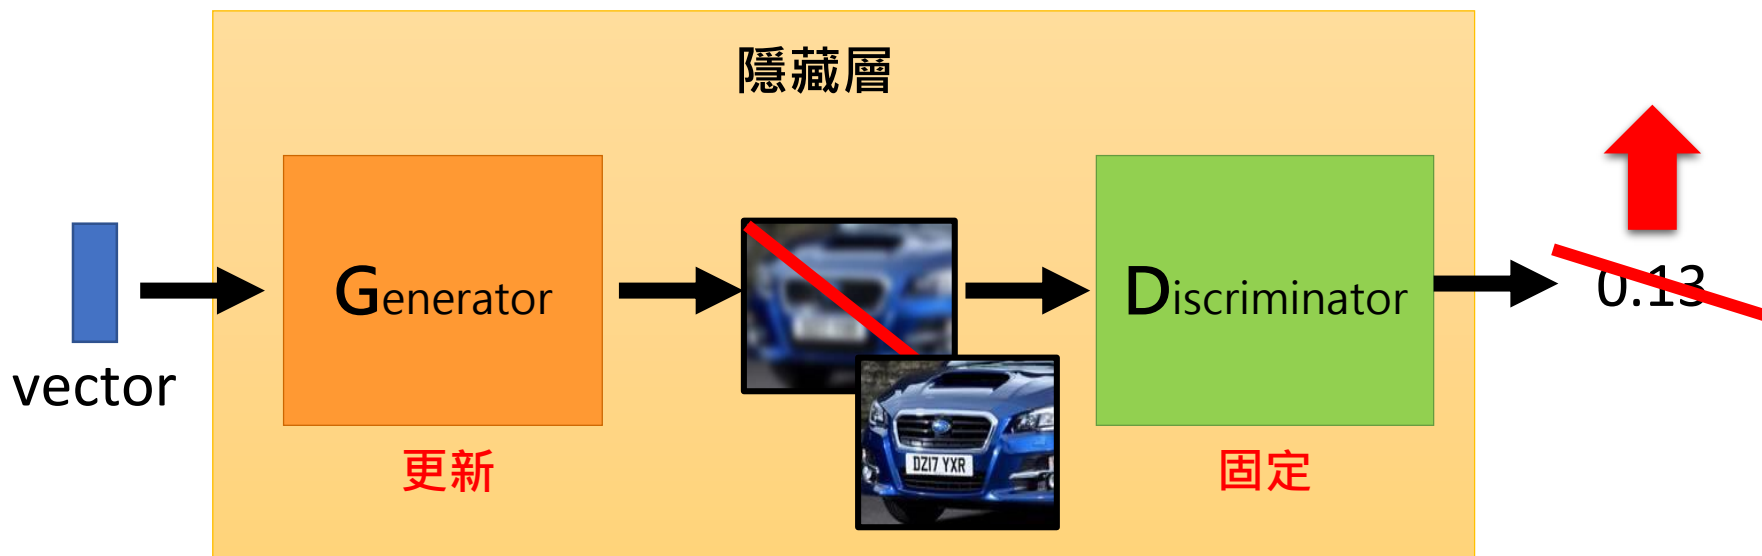 隱藏層
vector
Generator
更新
DZ17 YXR
Discriminator
固定
0.13